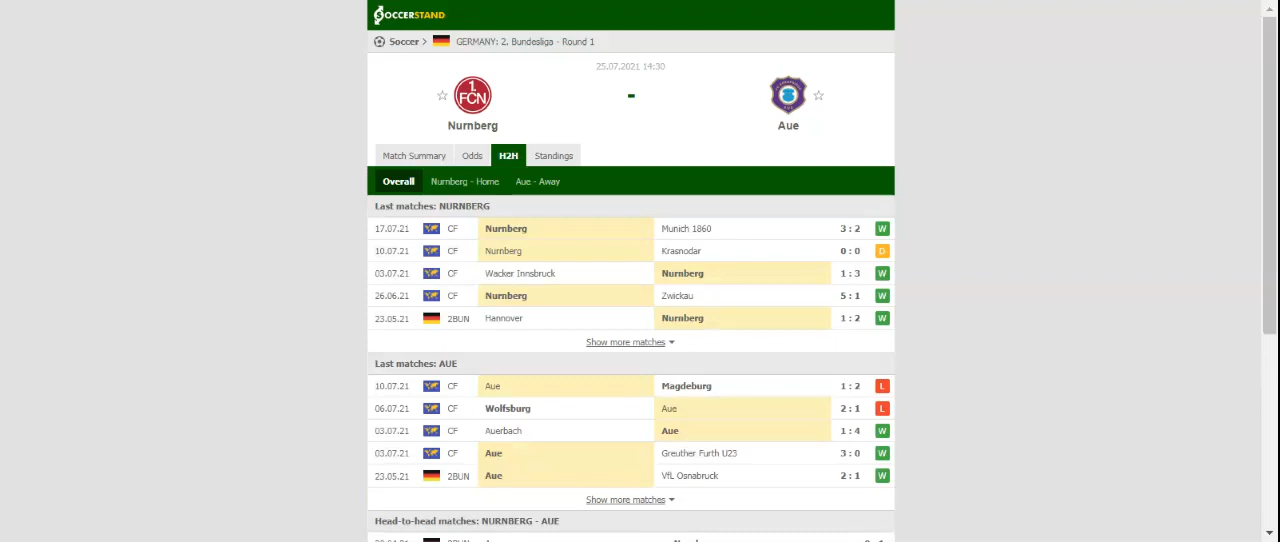 SOCCERSTAND
Soccer > GERMANY: 2. Bundesliga - Round 1
25.07.2021 14:30
1. FCN
-
Nurnberg
Aue
Match Summary Odds H2H Standings
Overall Nurnberg - Home Aue - Away
Last matches: NURNBERG
17.07.21 CF Nurnberg Munich 1860 3 : 2 W
10.07.21 CF Nurnberg Krasnodar 0 : 0 D
03.07.21 CF Wacker Innsbruck Nurnberg 1 : 3 W
26.06.21 CF Nurnberg Zwickau 5 : 1 W
23.05.21 2BUN Hannover Nurnberg 1 : 2 W
Show more matches
Last matches: AUE
10.07.21 CF Aue Magdeburg 1 : 2 L
06.07.21 CF Wolfsburg Aue 2 : 1 L
03.07.21 CF Auerbach Aue 1 : 4 W
03.07.21 CF Aue Greuther Furth U23 3 : 0 W
23.05.21 2BUN Aue VfL Osnabruck 2 : 1 W
Show more matches
Head-to-head matches: NURNBERG - AUE